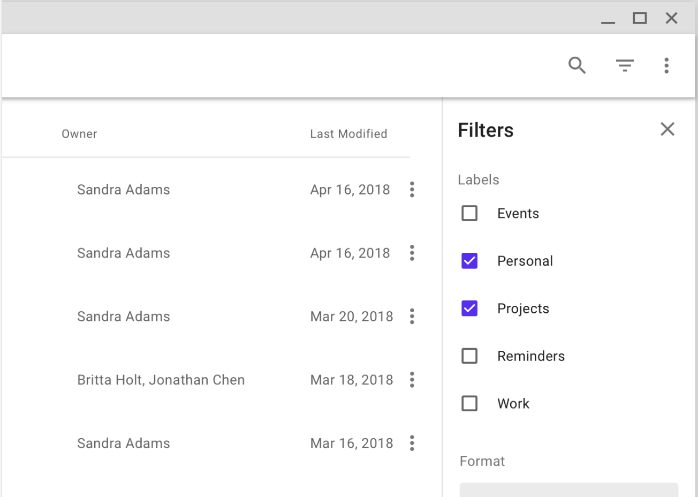 Owner Last Modified
Sandra Adams Apr 16, 2018
Sandra Adams Apr 16, 2018
Sandra Adams Mar 20, 2018
Britta Holt, Jonathan Chen Mar 18, 2018
Sandra Adams Mar 16, 2018
Filters
Labels
Events
Personal
Projects
Reminders
Work
Format